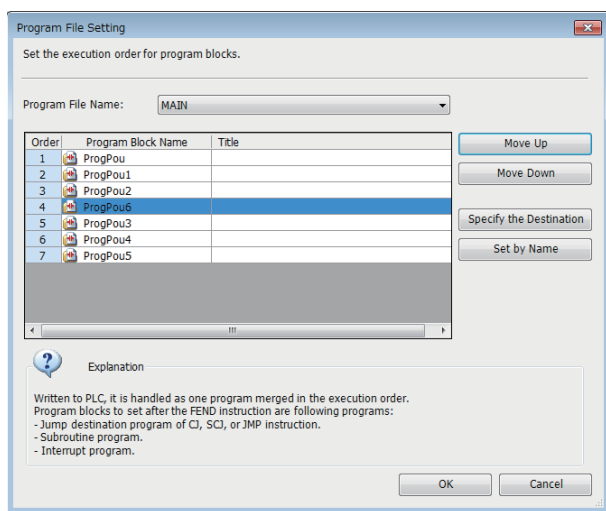 Program File Setting
Set the execution order for program blocks.
Program File Name: MAIN
Order Program Block Name Title
1 ProgPou
2 ProgPou1
3 ProgPou2
4 ProgPou6
5 ProgPou3
6 ProgPou4
7 ProgPou5
Move Up
Move Down
Specify the Destination
Set by Name
Explanation
Written to PLC, it is handled as one program merged in the execution order.
Program blocks to set after the FEND instruction are following programs:
- Jump destination program of CJ, SCJ, or JMP instruction.
- Subroutine program.
- Interrupt program.
OK Cancel